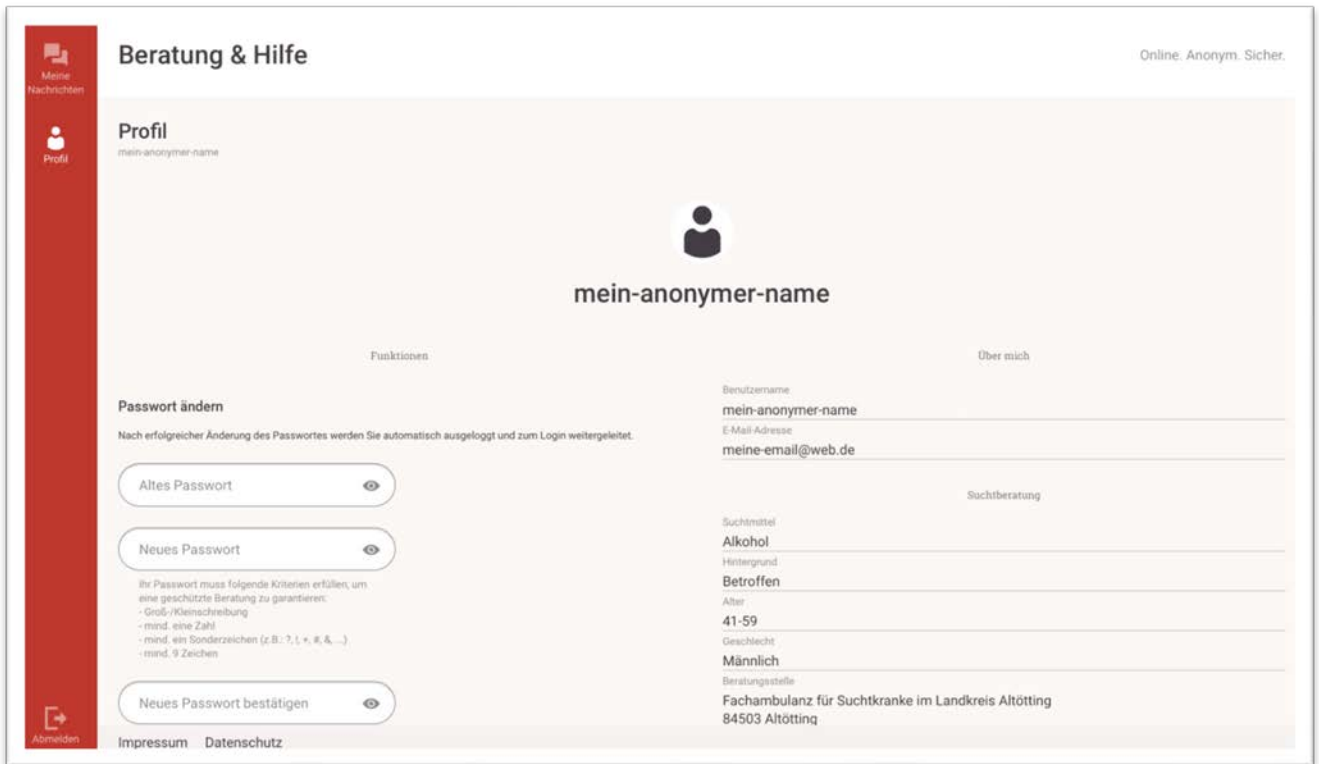 Meine
Nachrichten
Profil
Abmelden
Beratung & Hilfe
Online. Anonym. Sicher.
Profil
mein-anonymer-name
mein-anonymer-name
Funktionen
Passwort ändern
Nach erfolgreicher Änderung des Passwortes werden Sie automatisch ausgeloggt und zum Login weitergeleitet.
Altes Passwort
Neues Passwort
Ihr Passwort muss folgende Kriterien erfüllen, um
eine geschützte Beratung zu garantieren:
- Groß-/Kleinschreibung
- mind. eine Zahl
- mind. ein Sonderzeichen (z.B.: ?, !, +, #, &, ...)
- mind. 9 Zeichen
Neues Passwort bestätigen
Über mich
Benutzername
mein-anonymer-name
E-Mail-Adresse
meine-email@web.de
Suchtberatung
Suchtmittel
Alkohol
Hintergrund
Betroffen
Alter
41-59
Geschlecht
Männlich
Beratungsstelle
Fachambulanz für Suchtkranke im Landkreis Altötting
84503 Altötting
Impressum Datenschutz